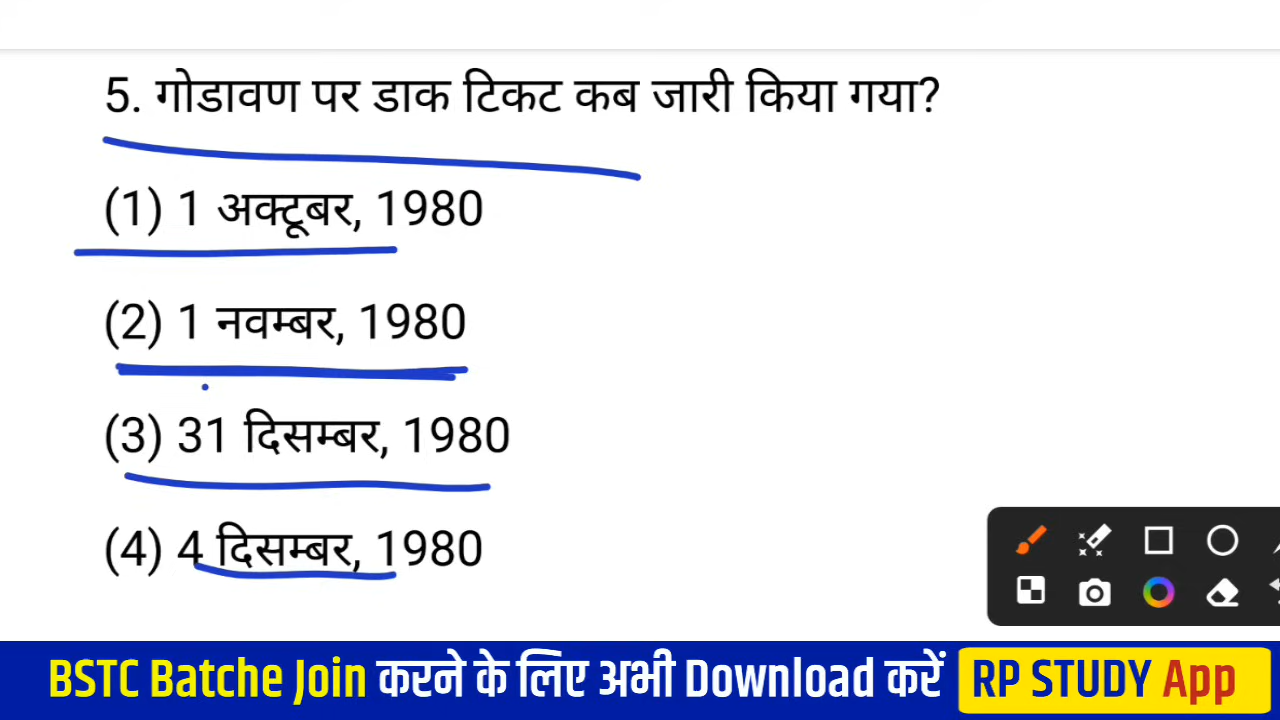 5. गोडावण पर डाक टिकट कब जारी किया गया?
(1) 1 अक्टूबर, 1980
(2) 1 नवम्बर, 1980
(3) 31 दिसम्बर, 1980
(4) 4 दिसम्बर, 1980
BSTC Batche Join करने के लिए अभी Download करें RP STUDY App